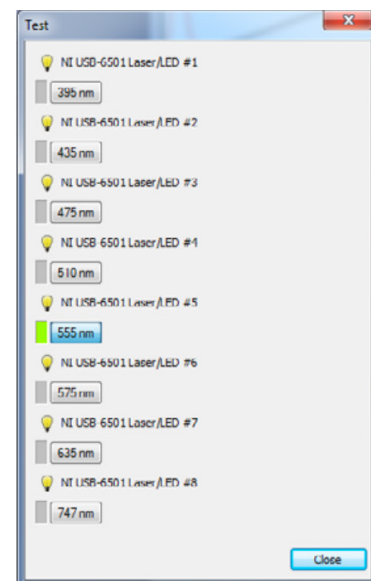 Test
NI USB-6501 Laser/LED #1
395 nm
NI USB-6501 Laser/LED #2
435 nm
NI USB-6501 Laser/LED #3
475 nm
NI USB-6501 Laser/LED #4
510 nm
NI USB-6501 Laser/LED #5
555 nm
NI USB-6501 Laser/LED #6
575 nm
NI USB-6501 Laser/LED #7
635 nm
NI USB-6501 Laser/LED #8
747 nm
Close